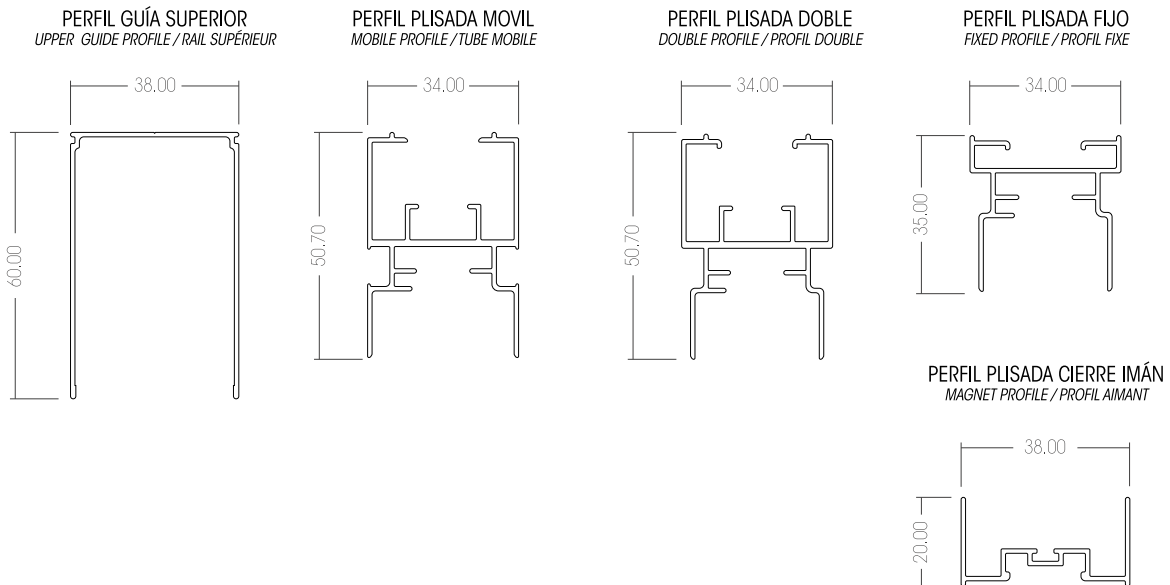 PERFIL GUÍA SUPERIOR
UPPER GUIDE PROFILE / RAIL SUPÉRIEUR
38.00
60.00
PERFIL PLISADA MOVIL
MOBILE PROFILE / TUBE MOBILE
34.00
50.70
PERFIL PLISADA DOBLE
DOUBLE PROFILE / PROFIL DOUBLE
34.00
50.70
PERFIL PLISADA FIJO
FIXED PROFILE / PROFIL FIXE
34.00
35.00
PERFIL PLISADA CIERRE IMÁN
MAGNET PROFILE / PROFIL AIMANT
38.00
20.00